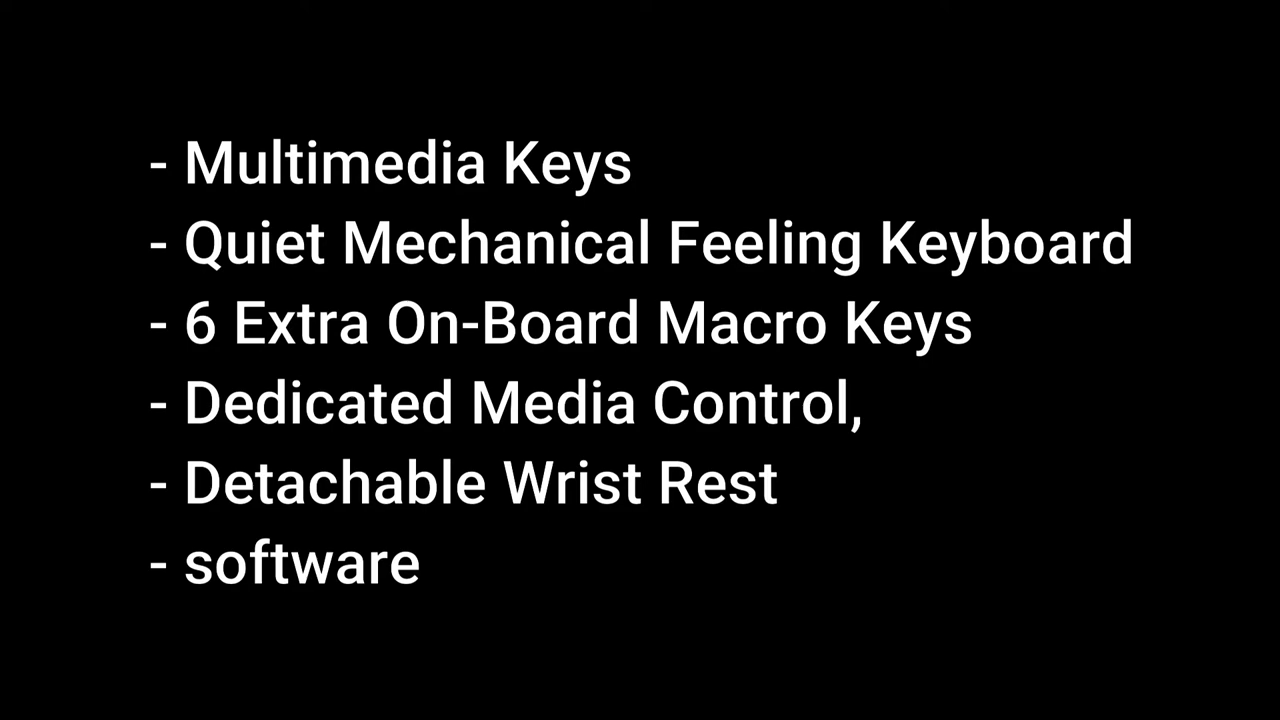 - Multimedia Keys
- Quiet Mechanical Feeling Keyboard
- 6 Extra On-Board Macro Keys
- Dedicated Media Control,
- Detachable Wrist Rest
- software